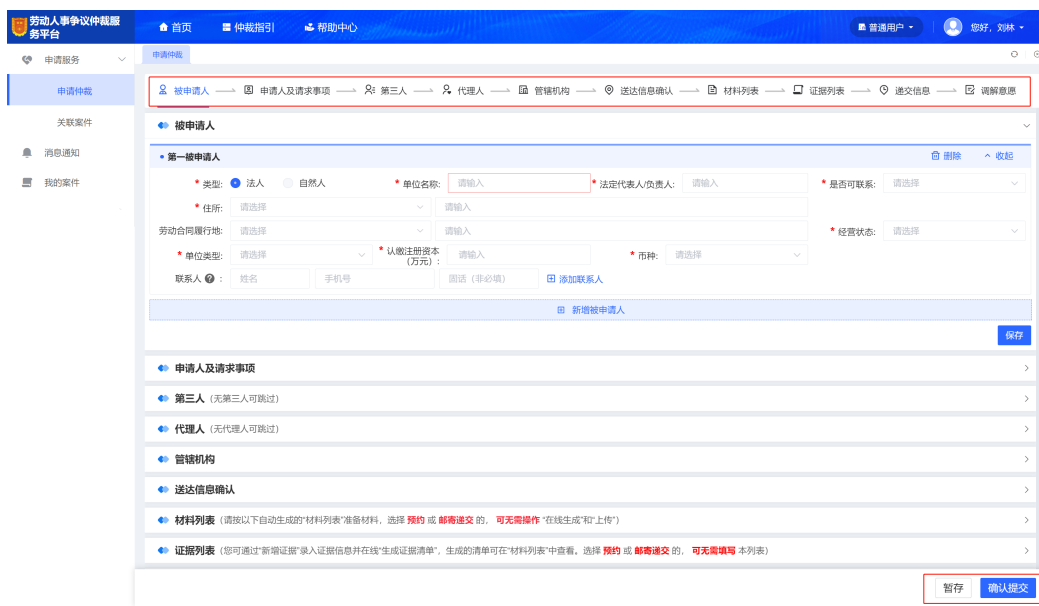 劳动人事争议仲裁服务平台
首页 仲裁指引 帮助中心 普通用户 您好，刘林
申请服务 申请仲裁
申请仲裁
关联案件
消息通知
我的案件
被申请人 申请人及请求事项 第三人 代理人 管辖机构 送达信息确认 材料列表 证据列表 递交信息 调解意愿
被申请人
第一被申请人 删除 收起
* 类型: 法人 自然人 * 单位名称: 请输入 * 法定代表人/负责人: 请输入 * 是否可联系: 请选择
* 住所: 请选择 请输入
劳动合同履行地: 请选择 请输入 * 经营状态: 请选择
* 单位类型: 请选择 * 认缴注册资本（万元）: 请输入 * 币种: 请选择
联系人 ? : 姓名 手机号 固话（非必填） 添加联系人
新增被申请人
保存
申请人及请求事项
第三人（无第三人可跳过）
代理人（无代理人可跳过）
管辖机构
送达信息确认
材料列表（请按以下自动生成的“材料列表”准备材料，选择 预约 或 邮寄递交 的， 可无需操作 “在线生成”和“上传”）
证据列表（您可通过“新增证据”录入证据信息并在线“生成证据清单”，生成的清单可在“材料列表”中查看。选择 预约 或 邮寄递交 的， 可无需填写 本列表）
暂存 确认提交